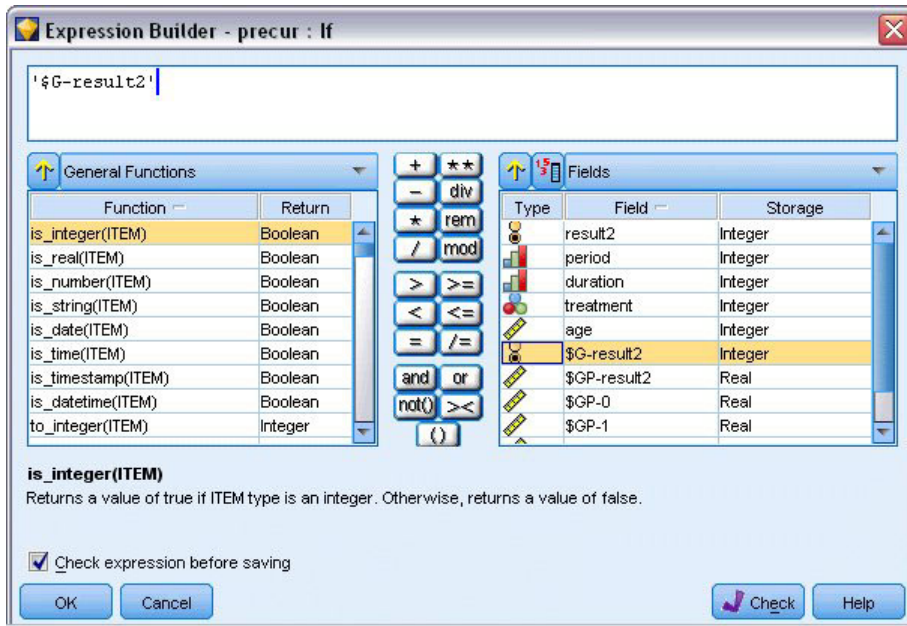 Expression Builder - precur : If
'$G-result2'
General Functions
Function Return
is_integer(ITEM) Boolean
is_real(ITEM) Boolean
is_number(ITEM) Boolean
is_string(ITEM) Boolean
is_date(ITEM) Boolean
is_time(ITEM) Boolean
is_timestamp(ITEM) Boolean
is_datetime(ITEM) Boolean
to_integer(ITEM) Integer
+ **
- div
* rem
/ mod
> >=
< <=
= /=
and or
not() ><
()
Fields
Type Field Storage
result2 Integer
period Integer
duration Integer
treatment Integer
age Integer
$G-result2 Integer
$GP-result2 Real
$GP-0 Real
$GP-1 Real
is_integer(ITEM)
Returns a value of true if ITEM type is an integer. Otherwise, returns a value of false.
Check expression before saving
OK Cancel Check Help